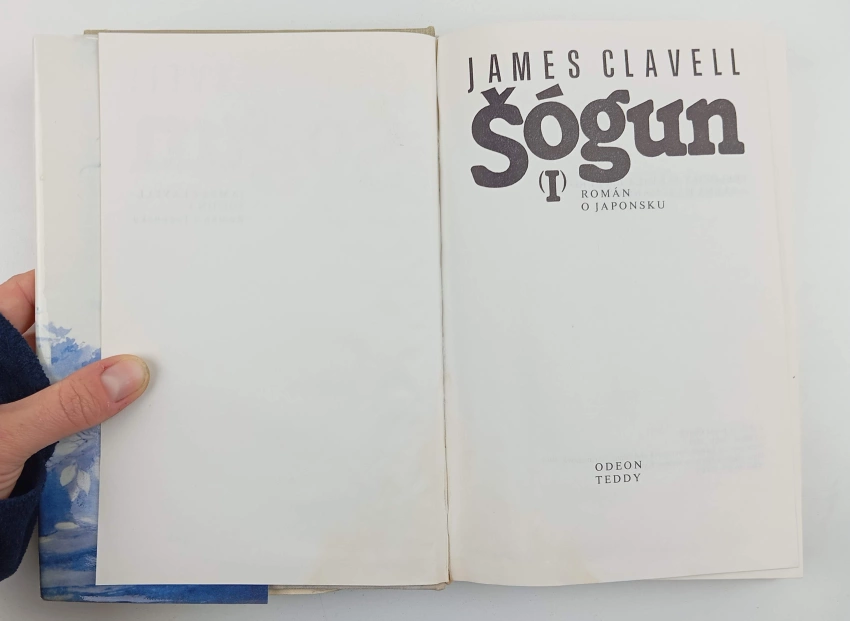 JAMES CLAVELL
Šógun
(I)
ROMÁN
O JAPONSKU
ODEON
TEDDY